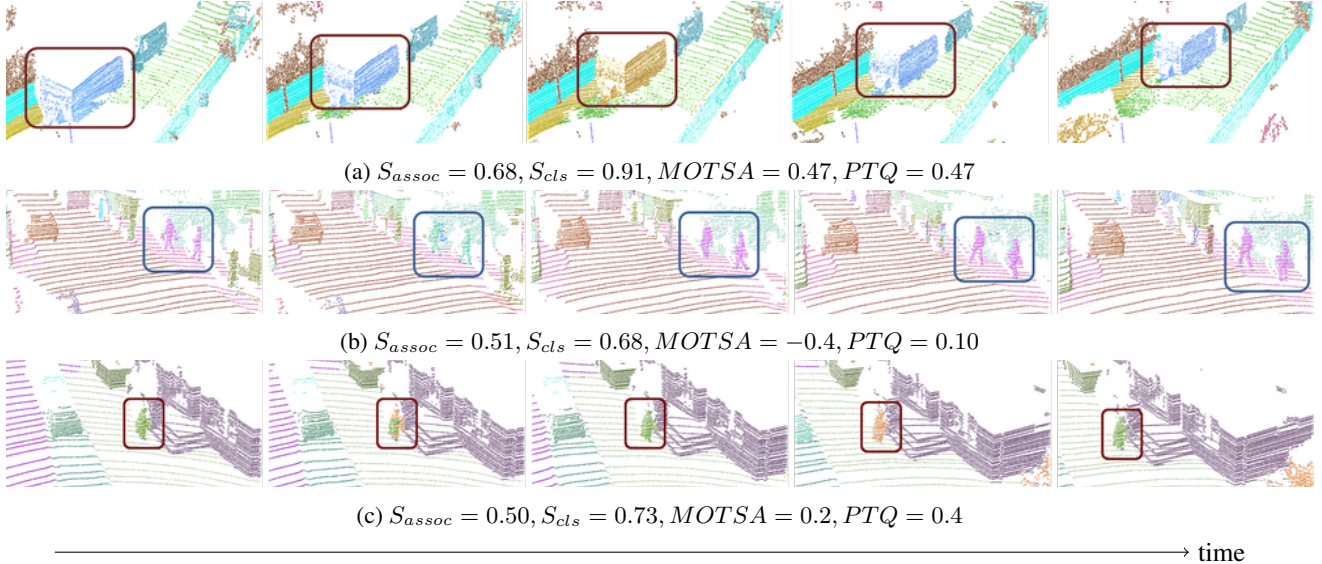 (a) $S_{assoc} = 0.68, S_{cls} = 0.91, MOTSA = 0.47, PTQ = 0.47$
(b) $S_{assoc} = 0.51, S_{cls} = 0.68, MOTSA = −0.4, PTQ = 0.10$
(c) $S_{assoc} = 0.50, S_{cls} = 0.73, MOTSA = 0.2, PTQ = 0.4$
time